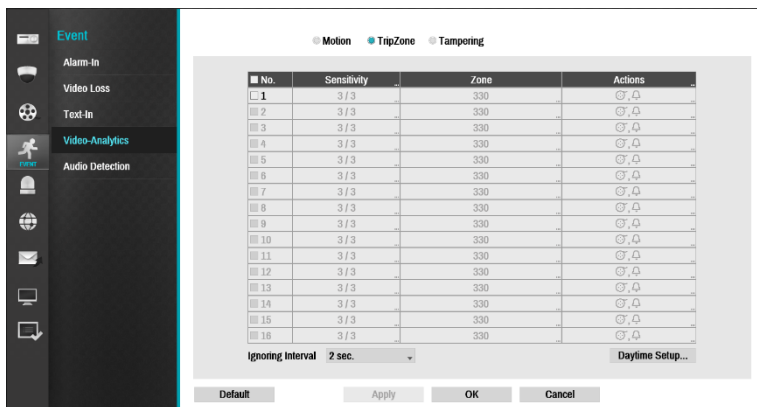 Event
Alarm-In
Video Loss
Text-In
Video-Analytics
Audio Detection
EVENT
Motion TripZone Tampering
No. Sensitivity ... Zone Actions ...
1 3 / 3 ... 330 ... ...
2 3 / 3 ... 330 ... ...
3 3 / 3 ... 330 ... ...
4 3 / 3 ... 330 ... ...
5 3 / 3 ... 330 ... ...
6 3 / 3 ... 330 ... ...
7 3 / 3 ... 330 ... ...
8 3 / 3 ... 330 ... ...
9 3 / 3 ... 330 ... ...
10 3 / 3 ... 330 ... ...
11 3 / 3 ... 330 ... ...
12 3 / 3 ... 330 ... ...
13 3 / 3 ... 330 ... ...
14 3 / 3 ... 330 ... ...
15 3 / 3 ... 330 ... ...
16 3 / 3 ... 330 ... ...
Ignoring Interval 2 sec. Daytime Setup...
Default Apply OK Cancel